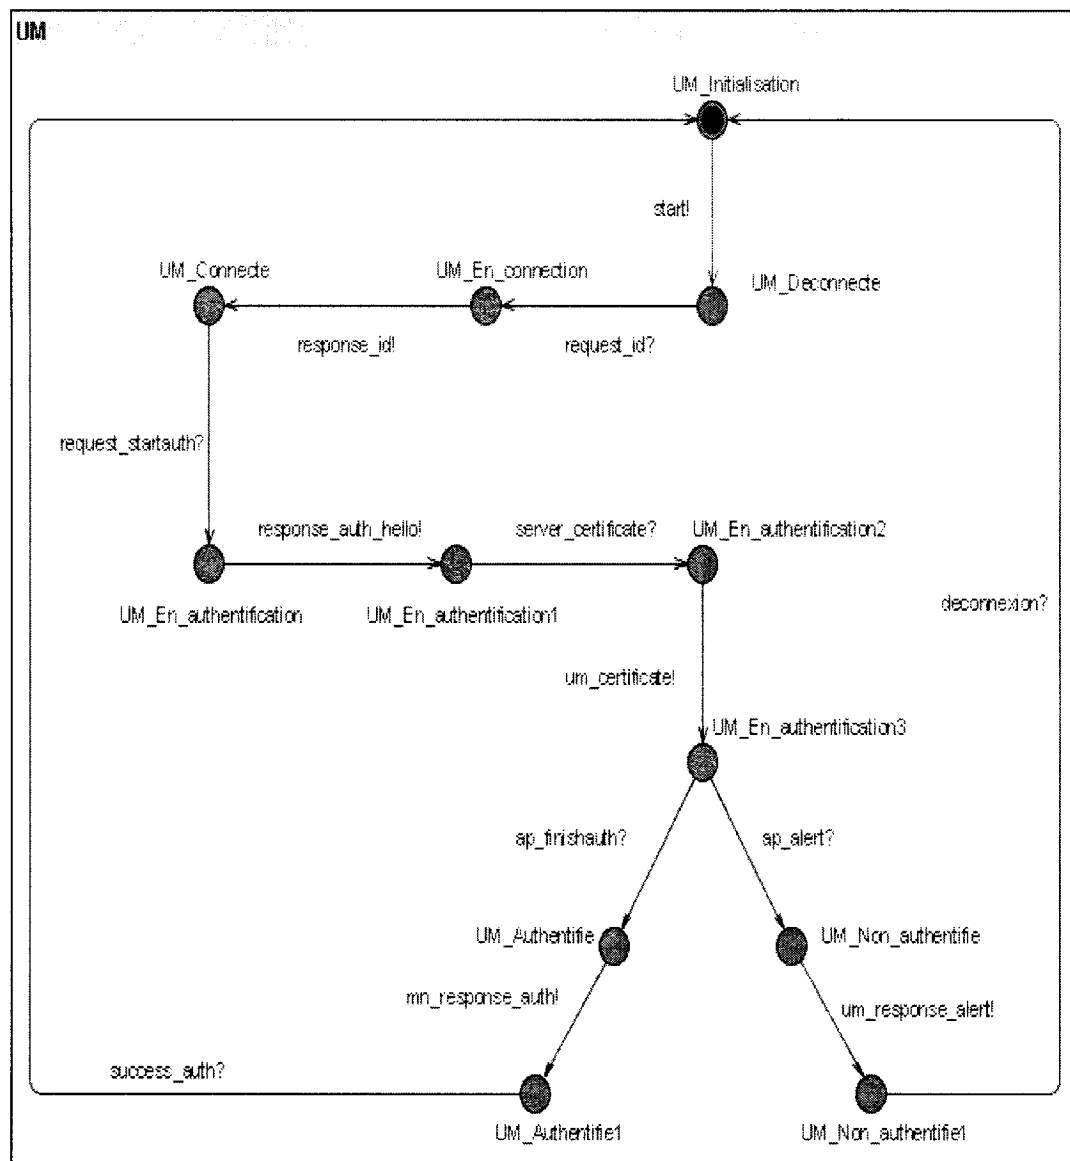 UM
UM_Initialisation
start!
UM_Connecte
UM_En_connection
UM_Deconnecte
response_id!
request_id?
request_startauth?
response_auth_hello!
server_certificate?
UM_En_authentification2
UM_En_authentification
UM_En_authentification1
deconnexion?
um_certificate!
UM_En_authentification3
ap_finishauth?
ap_alert?
UM_Authentifie
UM_Non_authentifie
mn_response_auth!
um_response_alert!
success_auth?
UM_Authentifie1
UM_Non_authentifie1